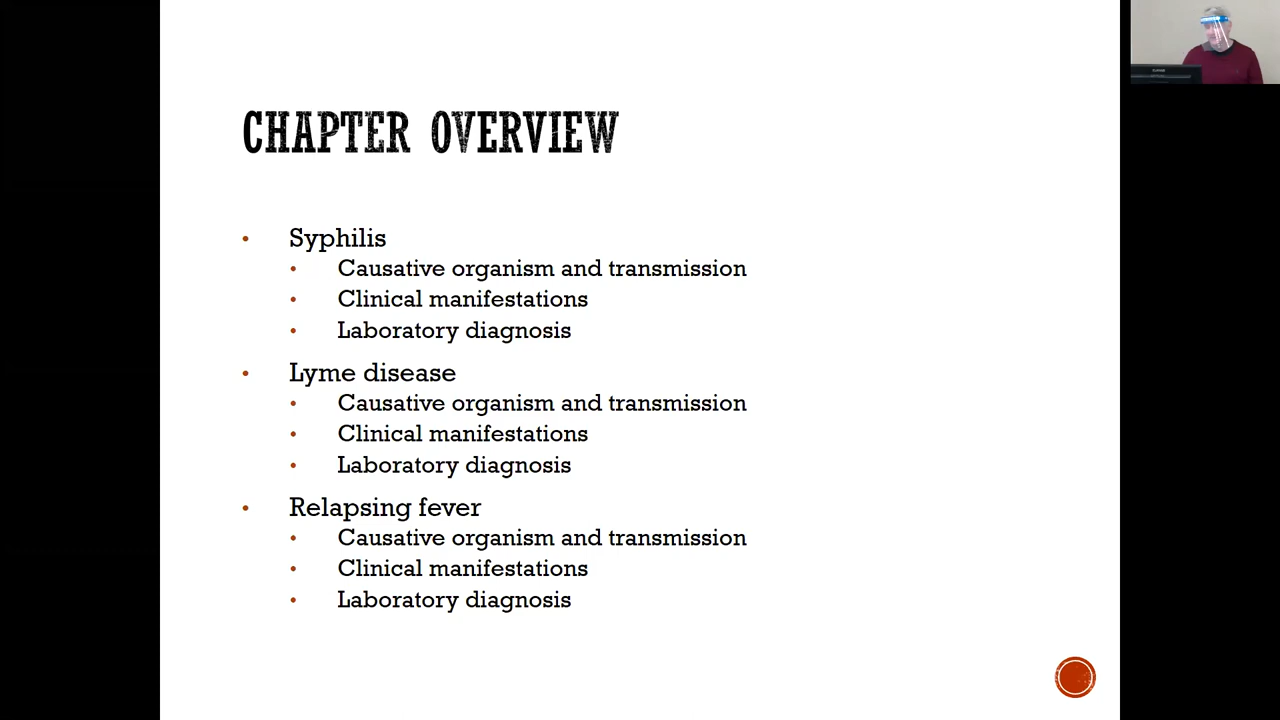 CHAPTER OVERVIEW
• Syphilis
• Causative organism and transmission
• Clinical manifestations
• Laboratory diagnosis
• Lyme disease
• Causative organism and transmission
• Clinical manifestations
• Laboratory diagnosis
• Relapsing fever
• Causative organism and transmission
• Clinical manifestations
• Laboratory diagnosis